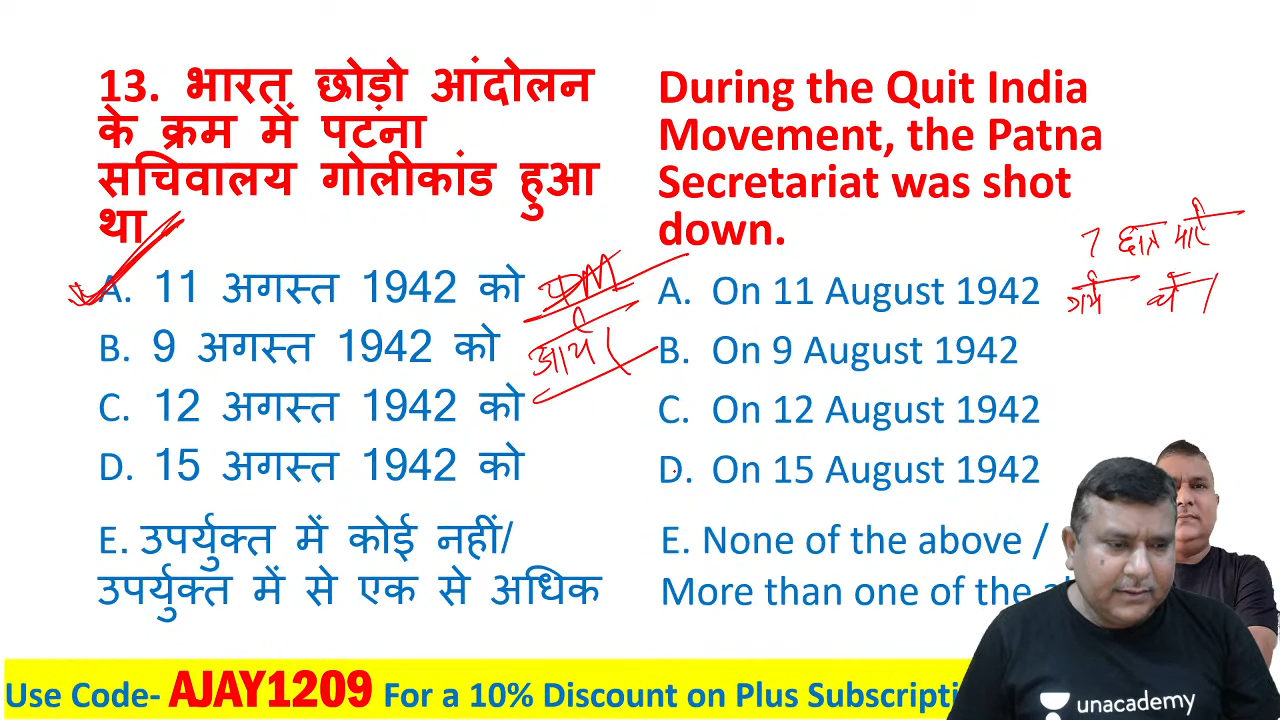 13. भारत छोड़ो आंदोलन
के क्रम में पटना
सचिवालय गोलीकांड हुआ
था
A. 11 अगस्त 1942 को
B. 9 अगस्त 1942 को
C. 12 अगस्त 1942 को
D. 15 अगस्त 1942 को
E. उपर्युक्त में कोई नहीं/
उपर्युक्त में से एक से अधिक
During the Quit India
Movement, the Patna
Secretariat was shot
down.
A. On 11 August 1942
B. On 9 August 1942
C. On 12 August 1942
D. On 15 August 1942
E. None of the above /
More than one of the
7 छात्र
Use Code- AJAY1209 For a 10% Discount on Plus
unacademy